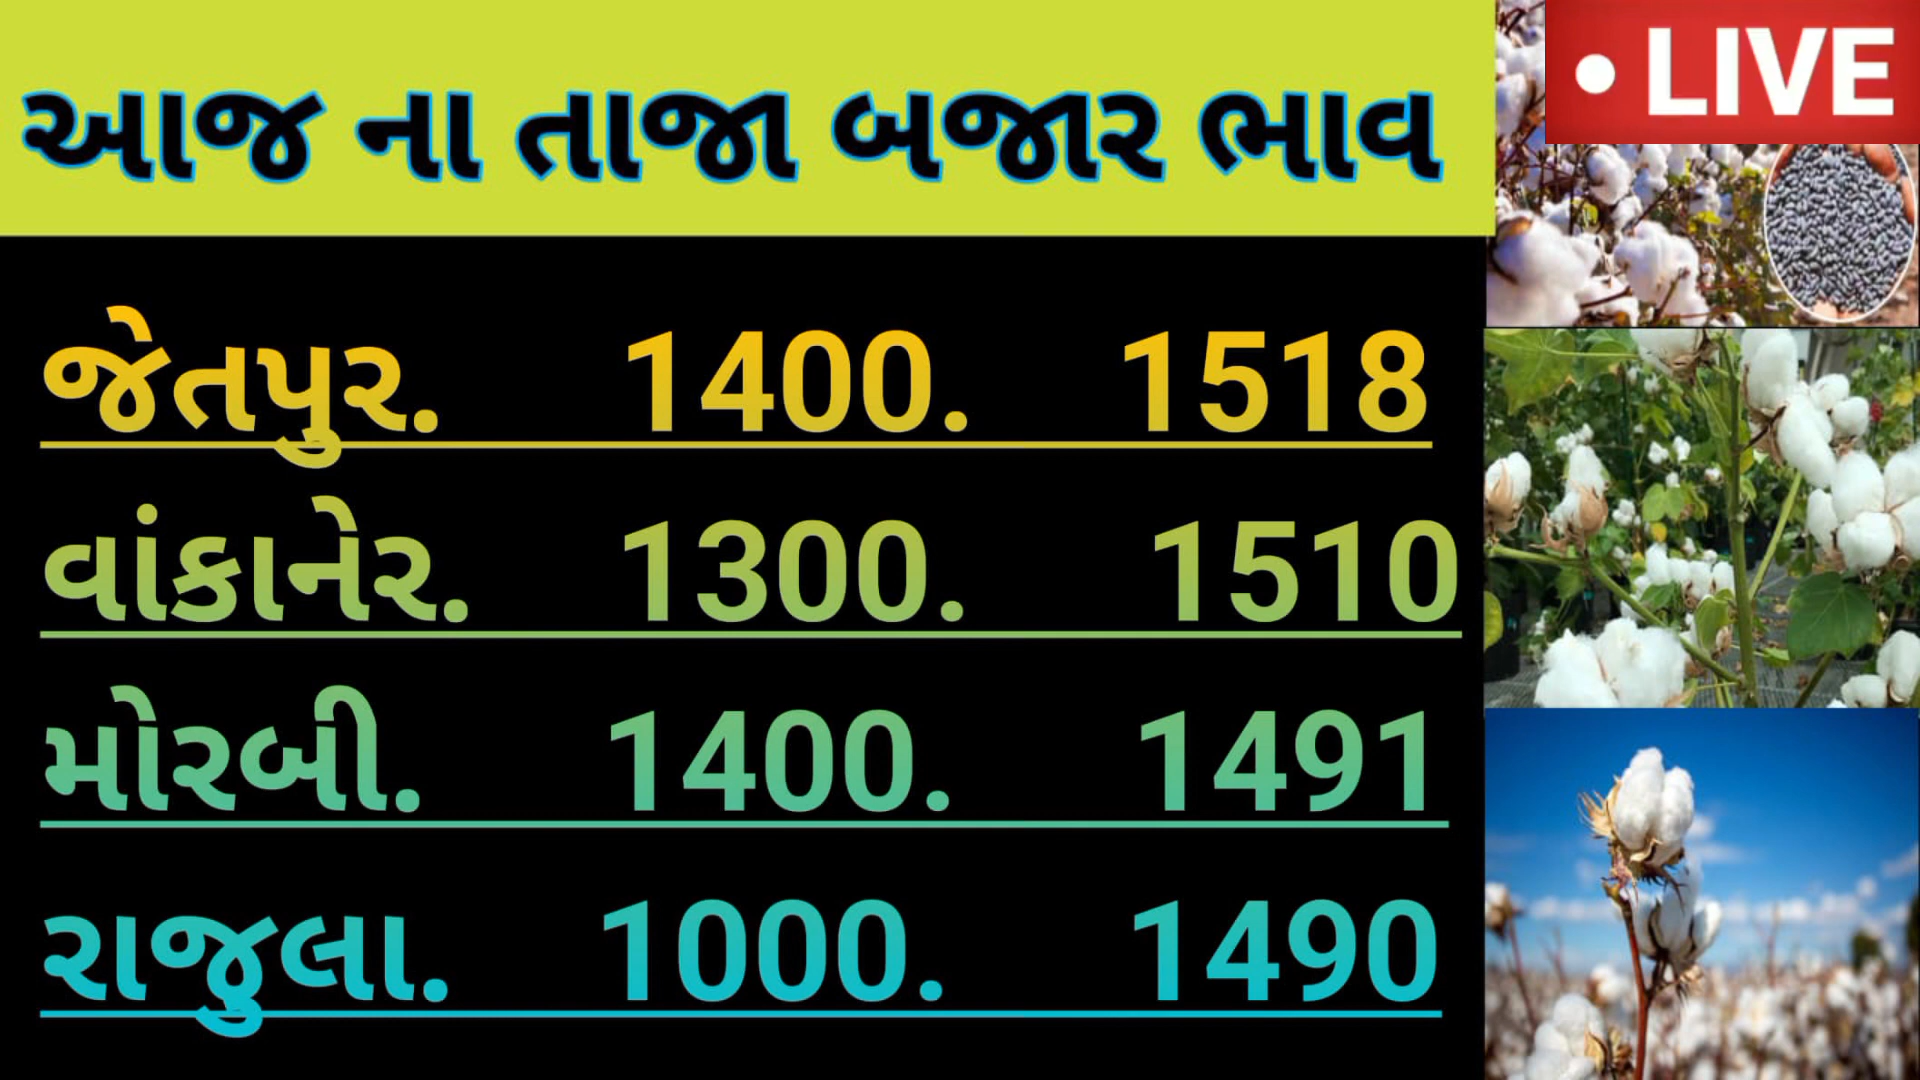 આજ ના તાજા બજાર ભાવ
• LIVE
જેતપુર. 1400. 1518
વાંકાનેર. 1300. 1510
મોરબી. 1400. 1491
રાજુલા. 1000. 1490